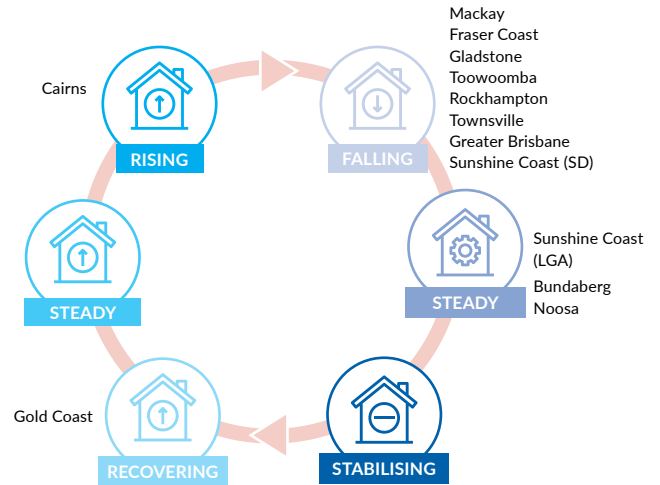 Mackay
Fraser Coast
Gladstone
Toowoomba
Rockhampton
Townsville
Greater Brisbane
Sunshine Coast (SD)
Cairns
RISING
FALLING
Sunshine Coast
(LGA)
Bundaberg
Noosa
STEADY
STEADY
Gold Coast
RECOVERING
STABILISING